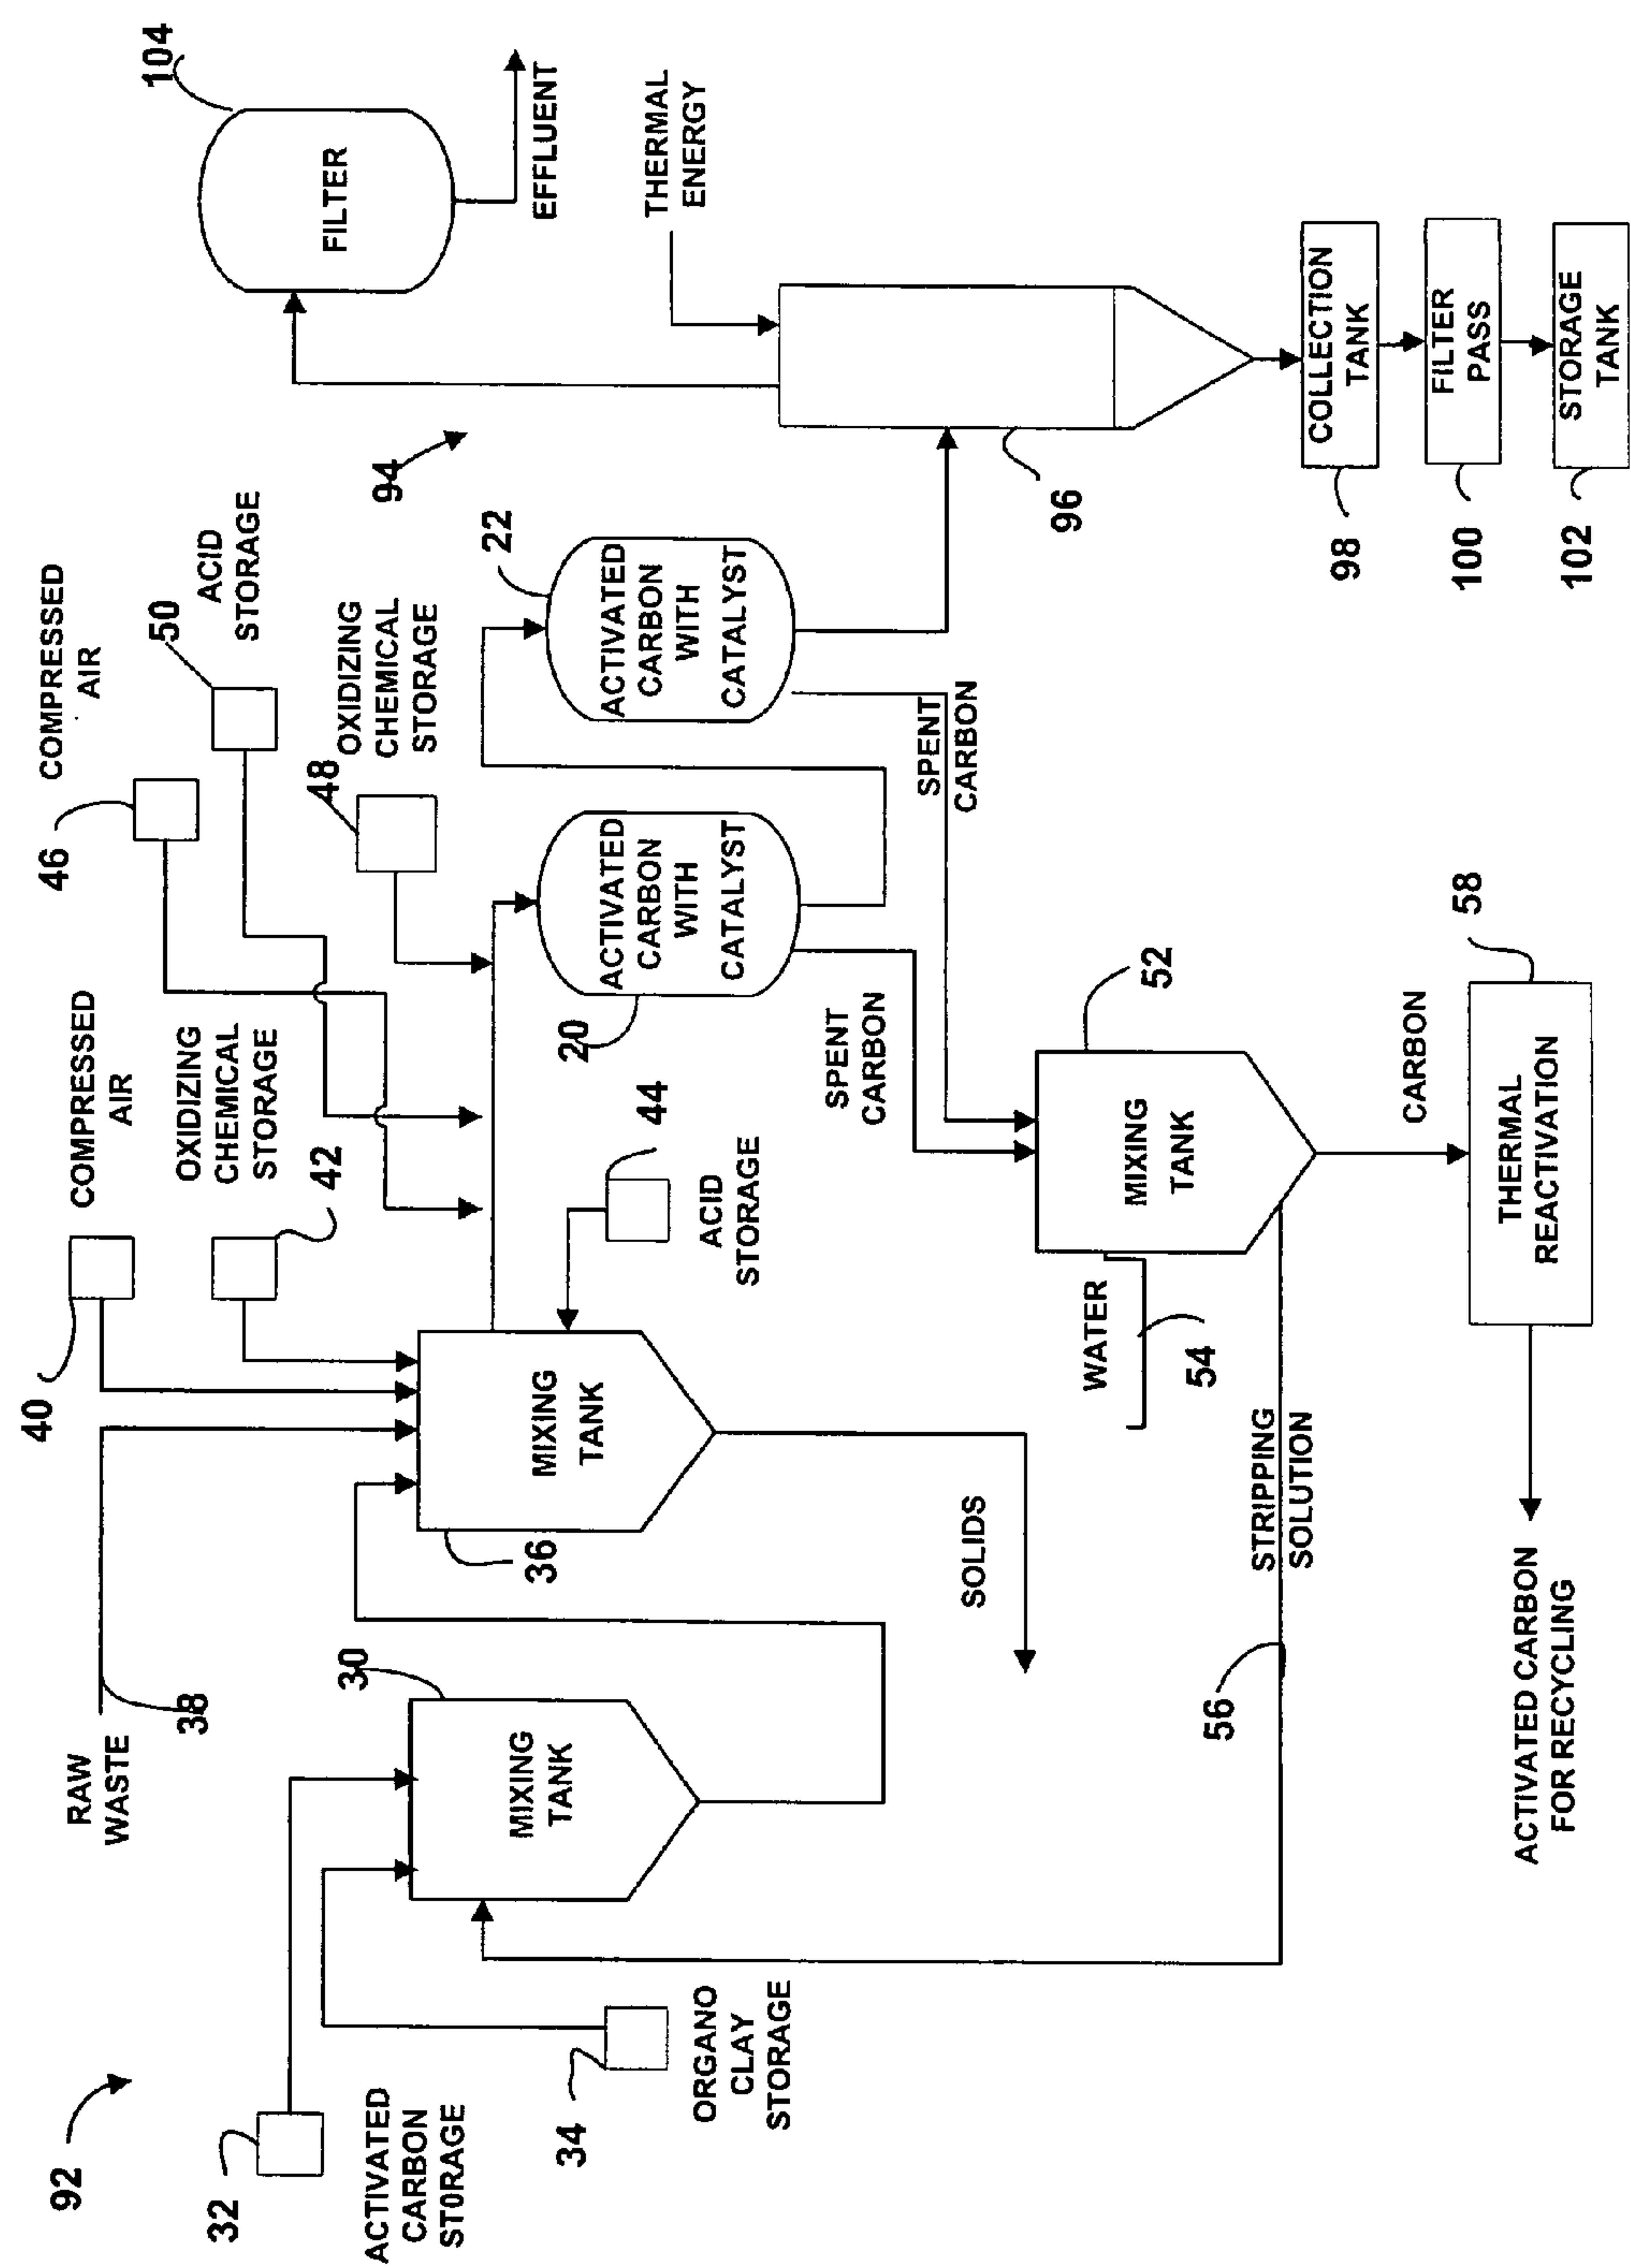 92
32
ACTIVATED
CARBON
ST0RAGE
34
ORGANO
CLAY
STORAGE
RAW
WASTE
38
30
MIXING
TANK
40
COMPRESSED
AIR
42
OXIDIZING
CHEMICAL
STORAGE
36
MIXING
TANK
44
ACID
STORAGE
SOLIDS
46
COMPRESSED
AIR
50
ACID
STORAGE
48
OXIDIZING
CHEMICAL
STORAGE
20
ACTIVATED
CARBON
WITH
CATALYST
22
ACTIVATED
CARBON
WITH
CATALYST
SPENT
CARBON
SPENT
CARBON
52
MIXING
TANK
WATER
54
STRIPPING
SOLUTION
56
CARBON
58
THERMAL
REACTIVATION
ACTIVATED CARBON
FOR RECYCLING
94
104
FILTER
EFFLUENT
THERMAL
ENERGY
96
COLLECTION
TANK
98
FILTER
PASS
100
STORAGE
TANK
102